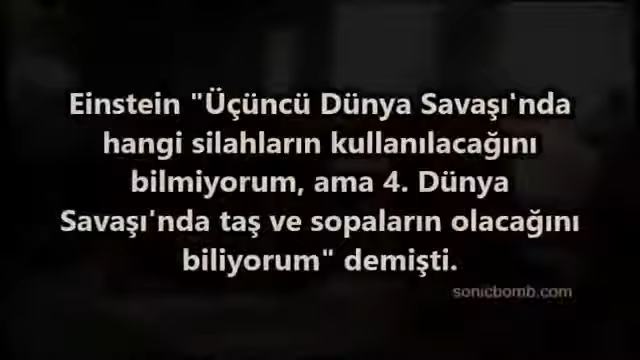 Einstein "Üçüncü Dünya Savaşı'nda
hangi silahların kullanılacağını
bilmiyorum, ama 4. Dünya
Savaşı'nda taş ve sopaların olacağını
biliyorum" demişti.
sonicbomb.com